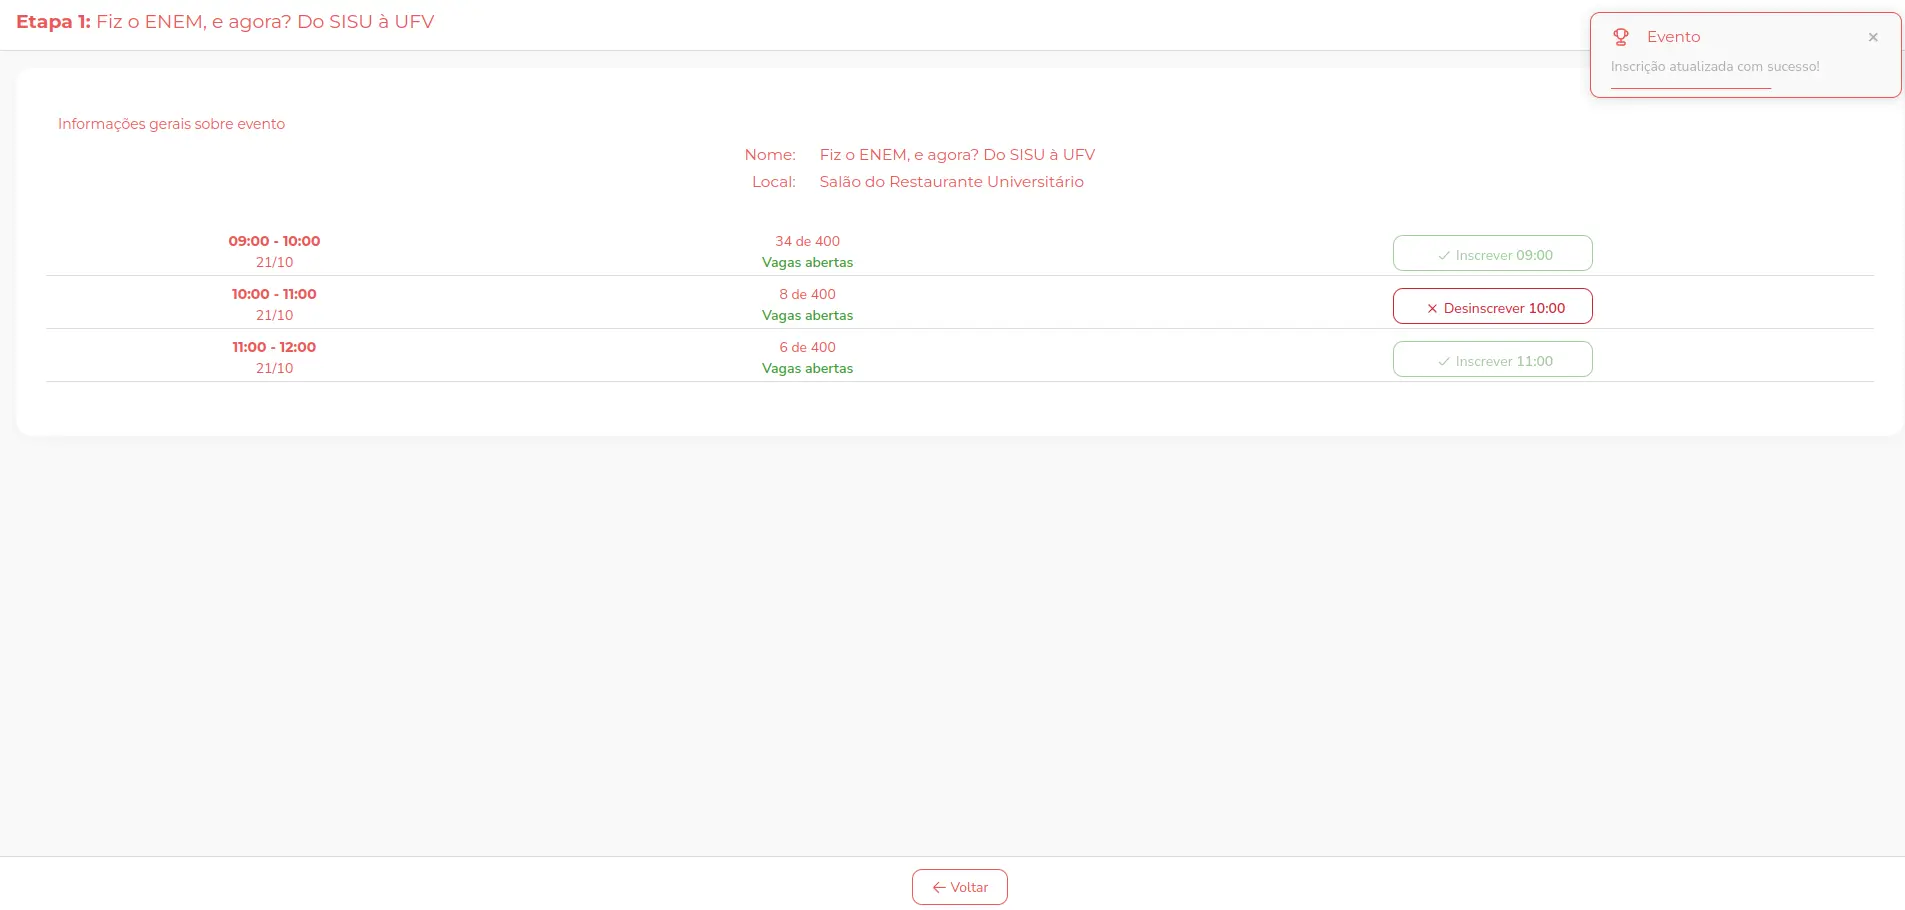 Etapa 1: Fiz o ENEM, e agora? Do SISU à UFV
Evento
Inscrição atualizada com sucesso!
Informações gerais sobre evento
Nome: Fiz o ENEM, e agora? Do SISU à UFV
Local: Salão do Restaurante Universitário
09:00 - 10:00 34 de 400
21/10 Vagas abertas
Inscrever 09:00
10:00 - 11:00 8 de 400
21/10 Vagas abertas
Desinscrever 10:00
11:00 - 12:00 6 de 400
21/10 Vagas abertas
Inscrever 11:00
Voltar